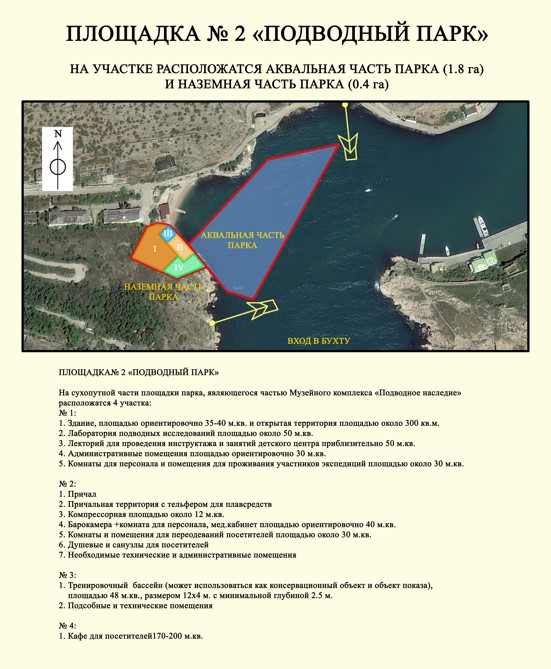 ПЛОЩАДКА № 2 «ПОДВОДНЫЙ ПАРК»
НА УЧАСТКЕ РАСПОЛОЖАТСЯ АКВАЛЬНАЯ ЧАСТЬ ПАРКА (1.8 га)
И НАЗЕМНАЯ ЧАСТЬ ПАРКА (0.4 га)
N
I
II
III
IV
АКВАЛЬНАЯ ЧАСТЬ
ПАРКА
НАЗЕМНАЯ ЧАСТЬ
ПАРКА
ВХОД В БУХТУ
ПЛОЩАДКА№ 2 «ПОДВОДНЫЙ ПАРК»
На сухопутной части площадки парка, являющегося частью Музейного комплекса «Подводное наследие»
расположатся 4 участка:
№ 1:
1. Здание, площадью ориентировочно 35-40 м.кв. и открытая территория площадью около 300 кв.м.
2. Лаборатория подводных исследований площадью около 50 м.кв.
3. Лекторий для проведения инструктажа и занятий детского центра приблизительно 50 м.кв.
4. Административные помещения площадью ориентировочно 30 м.кв.
5. Комнаты для персонала и помещения для проживания участников экспедиций площадью около 30 м.кв.
№ 2:
1. Причал
2. Причальная территория с тельфером для плавсредств
3. Компрессорная площадью около 12 м.кв.
4. Барокамера +комната для персонала, мед.кабинет площадью ориентировочно 40 м.кв.
5. Комнаты и помещения для переодеваний посетителей площадью около 30 м.кв.
6. Душевые и санузлы для посетителей
7. Необходимые технические и административные помещения
№ 3:
1. Тренировочный бассейн (может использоваться как консервационный объект и объект показа),
площадью 48 м.кв., размером 12х4 м. с минимальной глубиной 2.5 м.
2. Подсобные и технические помещения
№ 4:
1. Кафе для посетителей170-200 м.кв.